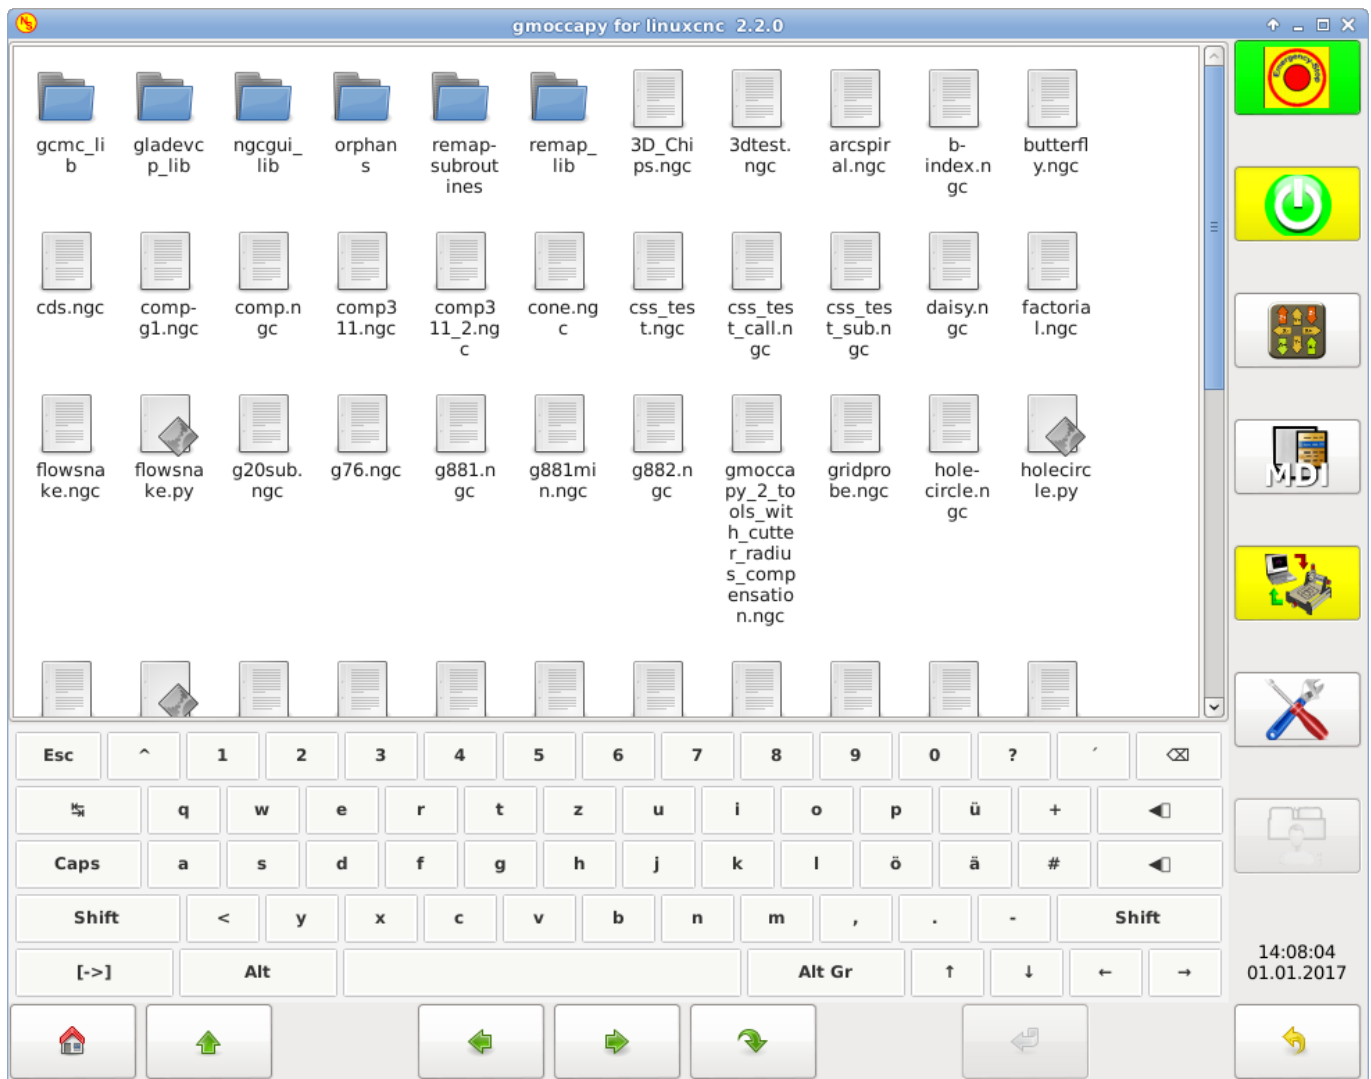 gmoccapy for linuxcnc 2.2.0
gcmc_li
b
gladevc
p_lib
ngcgui_
lib
orphan
s
remap-
subrout
ines
remap_
lib
3D_Chi
ps.ngc
3dtest.
ngc
arcspir
al.ngc
b-
index.n
gc
butterfl
y.ngc
cds.ngc
comp-
g1.ngc
comp.n
gc
comp3
11.ngc
comp3
11_2.ng
c
cone.ng
c
css_tes
t.ngc
css_tes
t_call.n
gc
css_tes
t_sub.n
gc
daisy.n
gc
factoria
l.ngc
flowsna
ke.ngc
flowsna
ke.py
g20sub.
ngc
g76.ngc
g881.n
gc
g881mi
n.ngc
g882.n
gc
gmocca
py_2_to
ols_wit
h_cutte
r_radiu
s_comp
ensatio
n.ngc
gridpro
be.ngc
hole-
circle.n
gc
holecirc
le.py
Emergency-Stop
MDI
Esc ^ 1 2 3 4 5 6 7 8 9 0 ? ´ ⌫
↹ q w e r t z u i o p ü +
Caps a s d f g h j k l ö ä #
Shift < y x c v b n m , . - Shift
[->] Alt Alt Gr ↑ ↓ ← →
14:08:04
01.01.2017